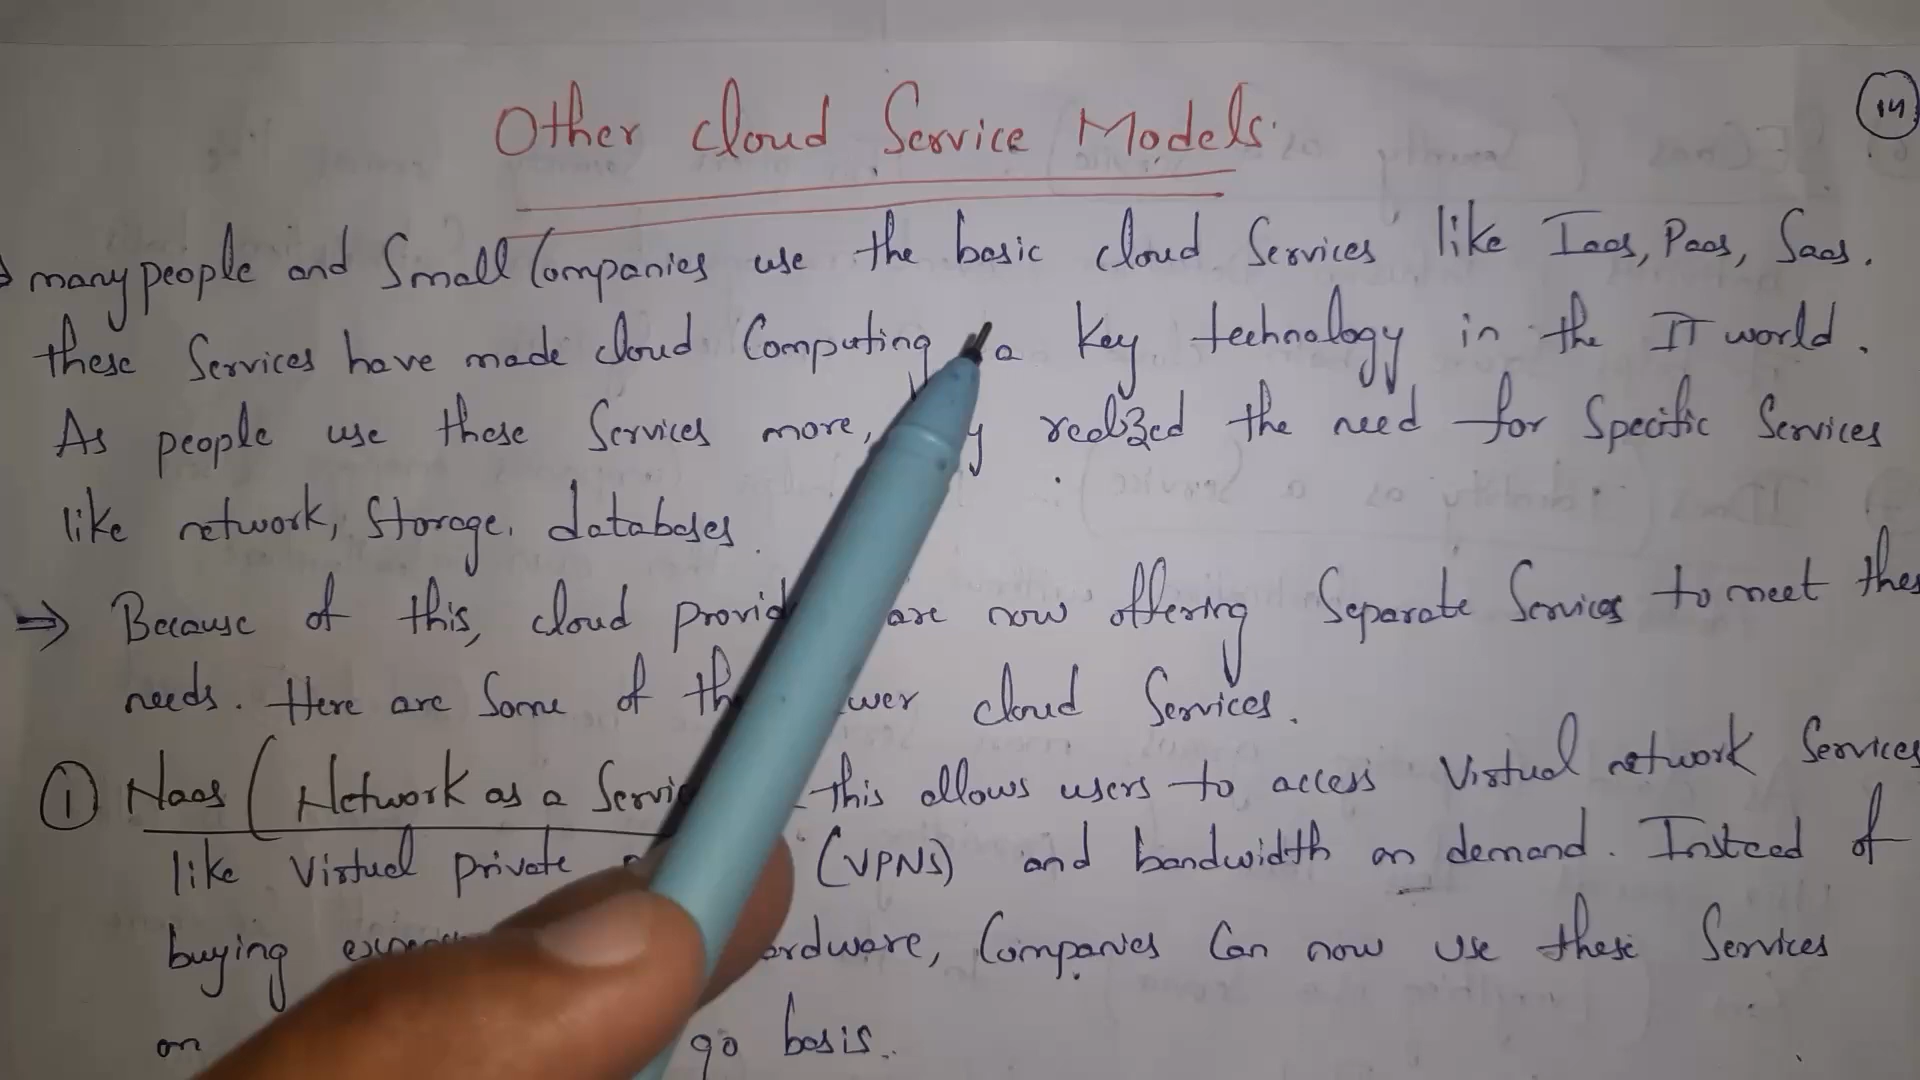 14
Other cloud Service Models.
many people and Small Companies use the basic cloud Services like Iaas, Paas, Saas.
these Services have made cloud Computing a key technology in the IT world.
As people use these Services more, realized the need for Specific Services
like network, Storage, databases.
⇒ Because of this, cloud are now offering Separate Services to meet
needs. Here are Some of cloud Services.
① Naas (Network as a this allows users to access Virtual network Services
like Virtual private (VPNS) and bandwidth on demand. Instead of
buying Companies Can now use these Services
on go basis.